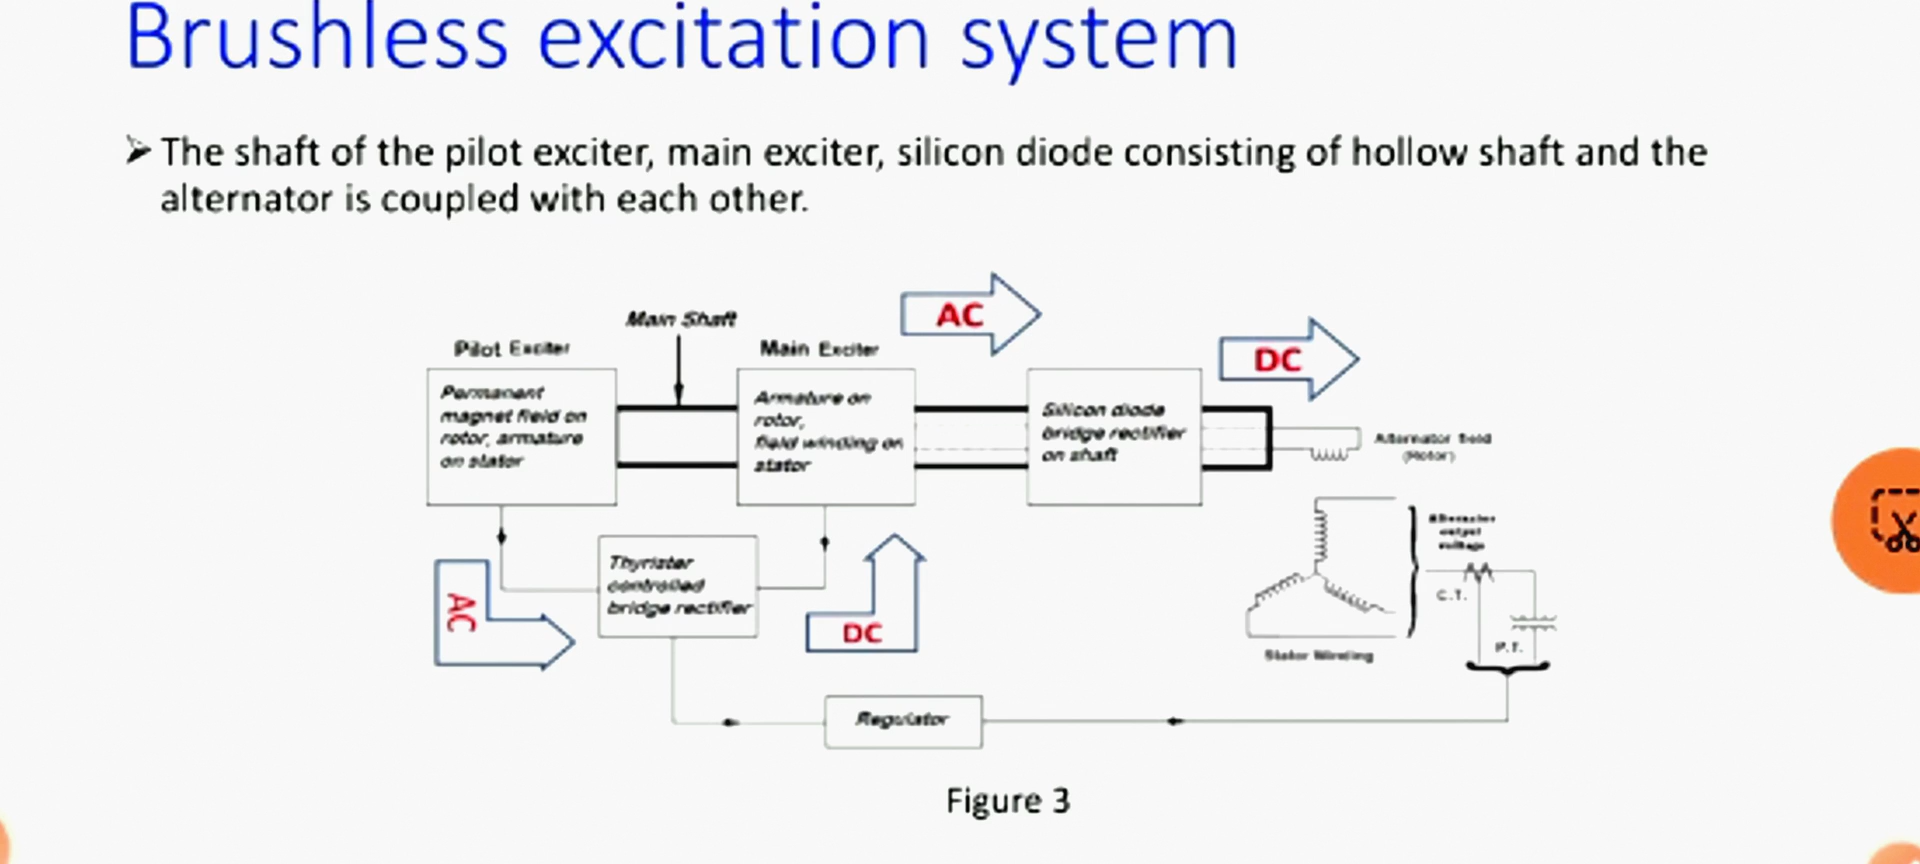 Brushless excitation system
➤ The shaft of the pilot exciter, main exciter, silicon diode consisting of hollow shaft and the
alternator is coupled with each other.
AC
Main Shaft
DC
Pilot Exciter
Main Exciter
Permanent
magnet field on
rotor, armature
on stator
Armature on
rotor,
field winding on
stator
Silicon diode
bridge rectifier
on shaft
Alternator field
(Rotor)
Alternator
output
voltage
Thyristor
controlled
bridge rectifier
AC
DC
C.T.
P.T.
Stator Winding
Regulator
Figure 3